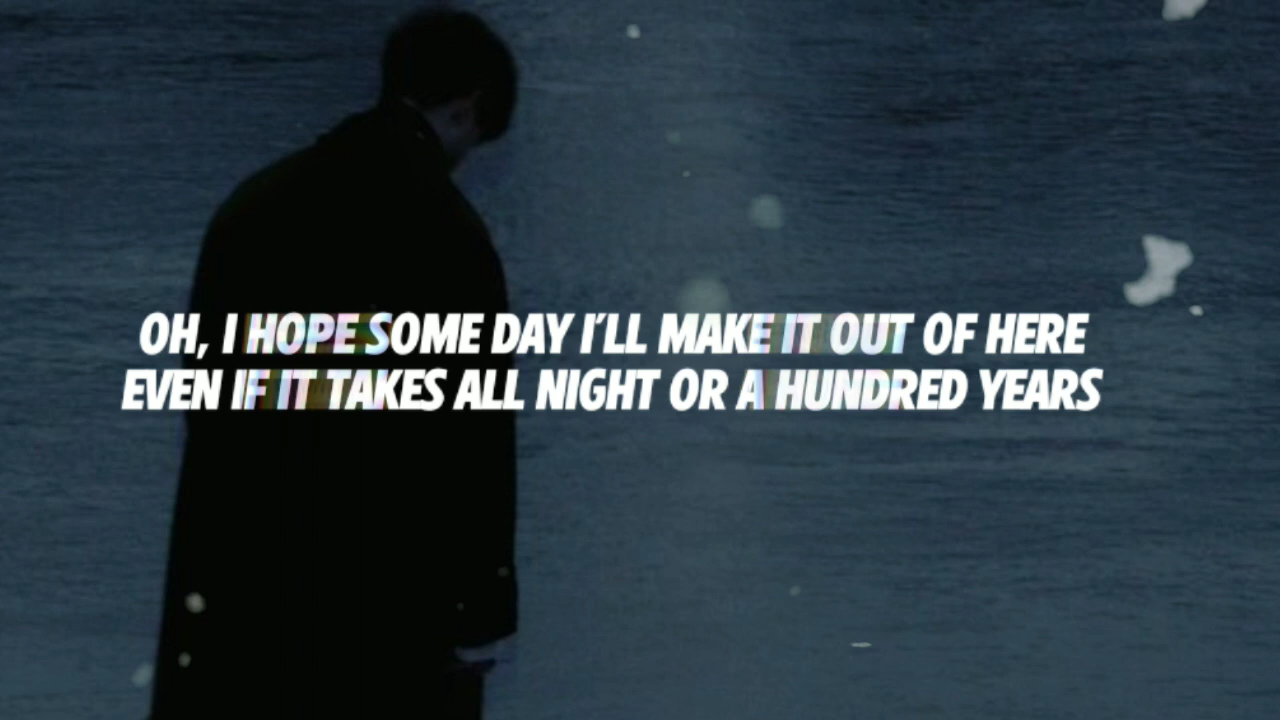 OH, I HOPE SOME DAY I'LL MAKE IT OUT OF HERE
EVEN IF IT TAKES ALL NIGHT OR A HUNDRED YEARS